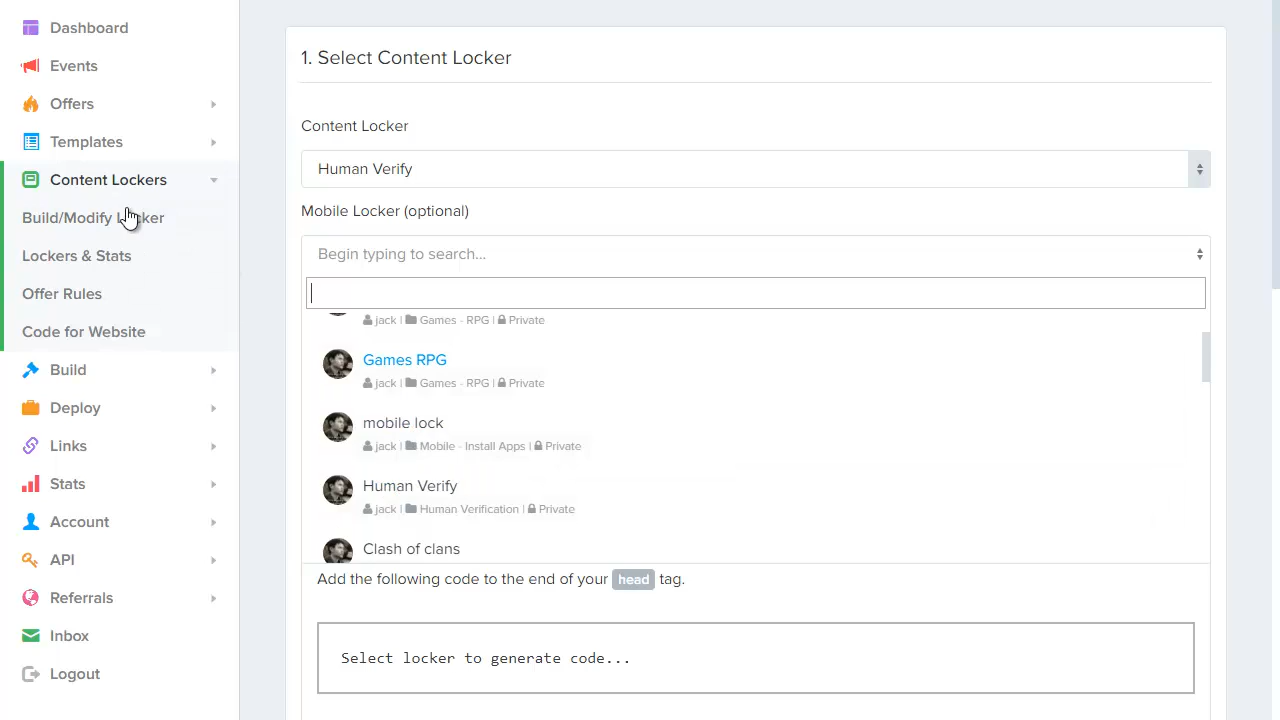 Dashboard
Events
Offers
Templates
Content Lockers
Build/Modify Locker
Lockers & Stats
Offer Rules
Code for Website
Build
Deploy
Links
Stats
Account
API
Referrals
Inbox
Logout
1. Select Content Locker
Content Locker
Human Verify
Mobile Locker (optional)
Begin typing to search...
jack | Games - RPG | Private
Games RPG
jack | Games - RPG | Private
mobile lock
jack | Mobile - Install Apps | Private
Human Verify
jack | Human Verification | Private
Clash of clans
Add the following code to the end of your head tag.
Select locker to generate code...